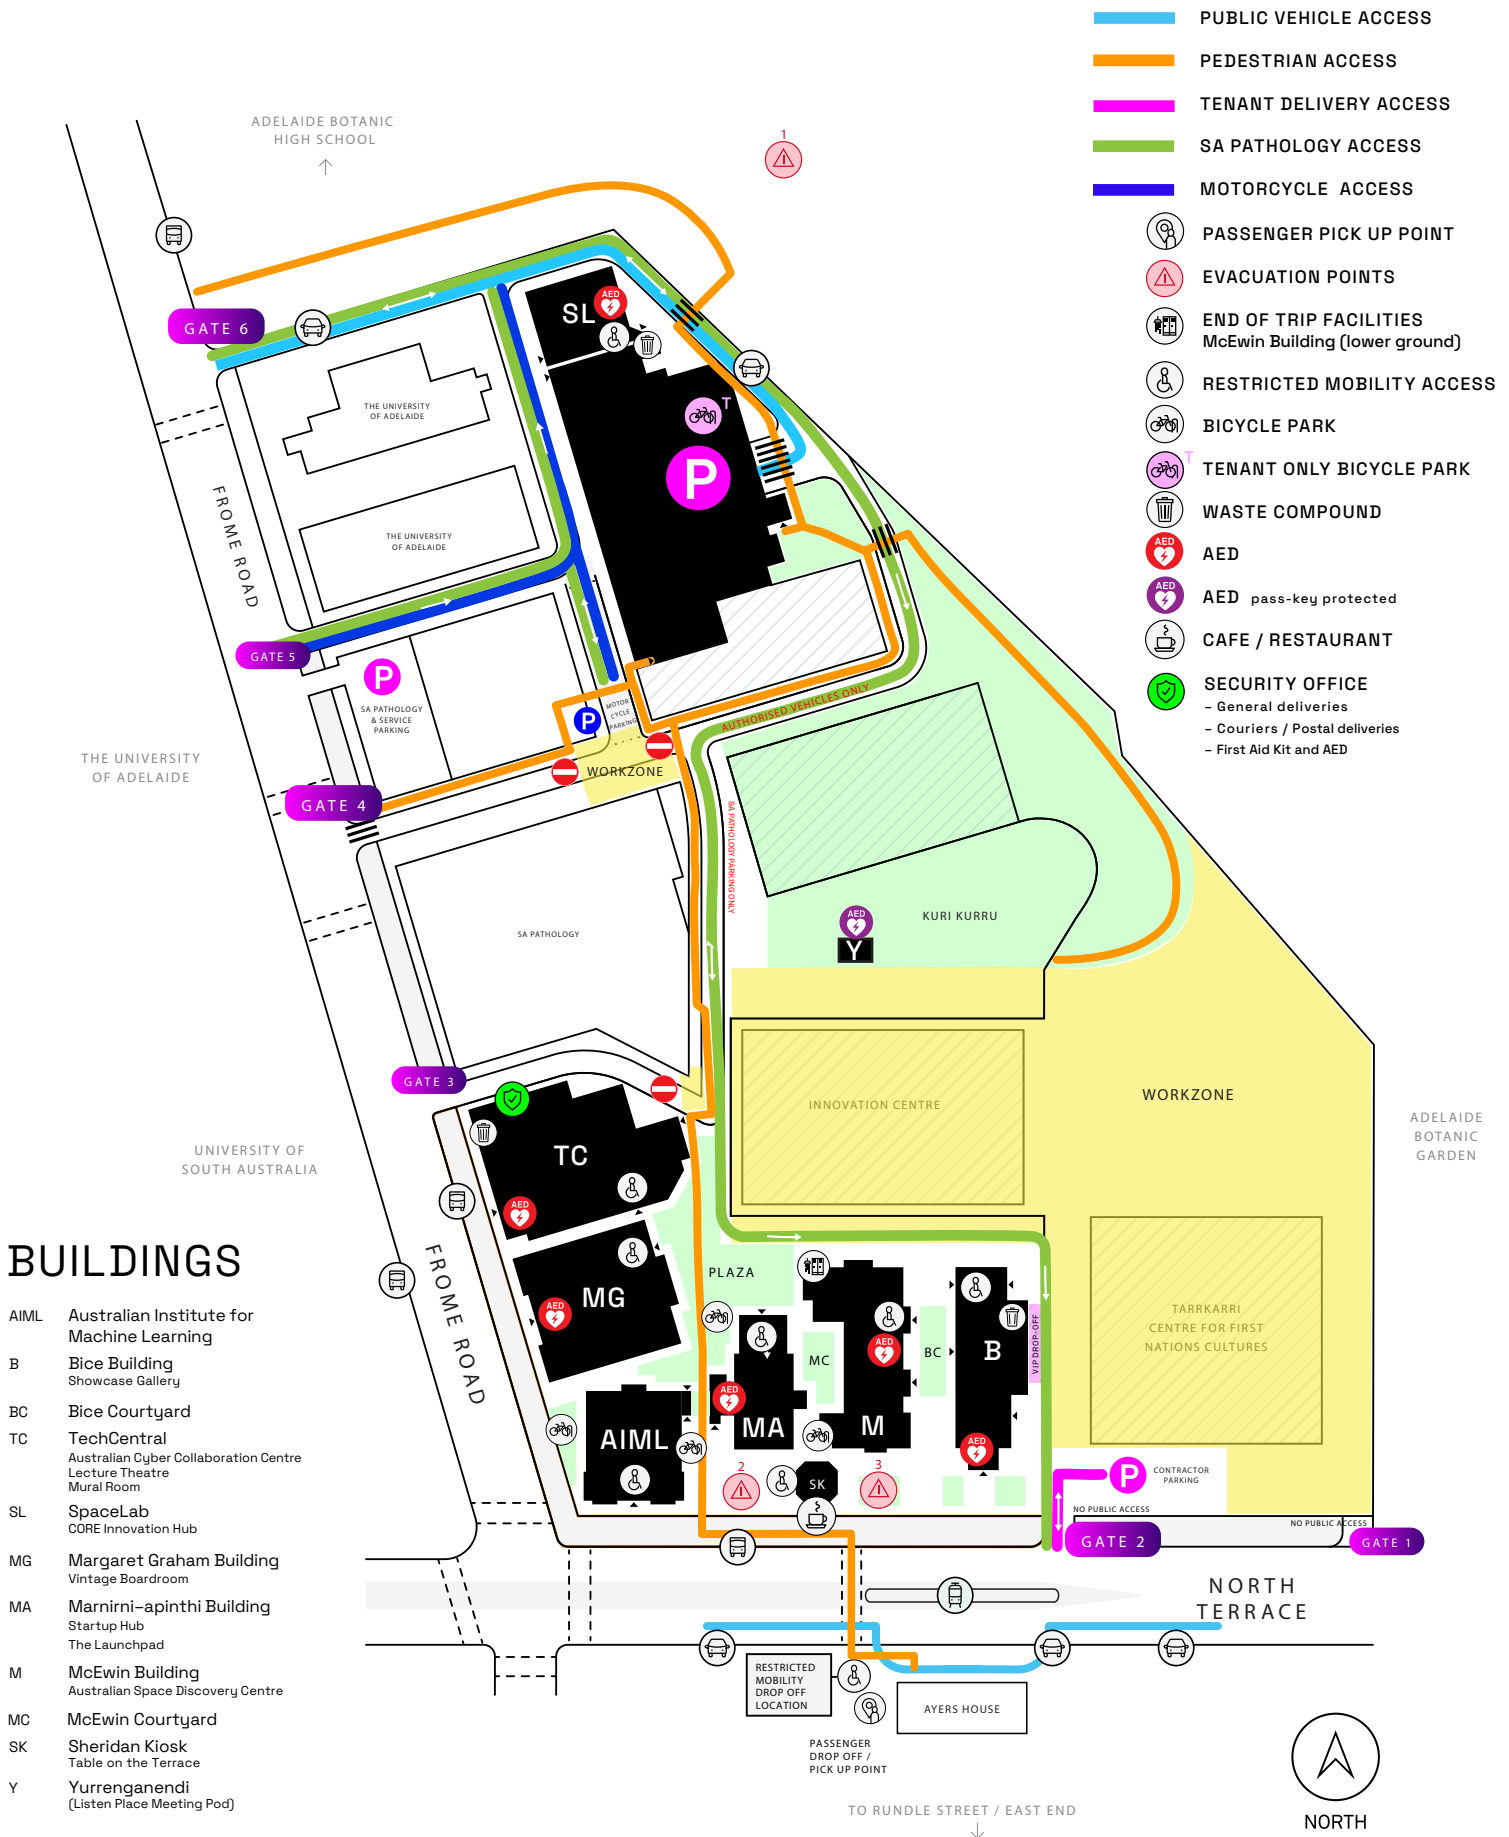 PUBLIC VEHICLE ACCESS
PEDESTRIAN ACCESS
TENANT DELIVERY ACCESS
SA PATHOLOGY ACCESS
MOTORCYCLE ACCESS
PASSENGER PICK UP POINT
EVACUATION POINTS
END OF TRIP FACILITIES
McEwin Building (lower ground)
RESTRICTED MOBILITY ACCESS
BICYCLE PARK
T
TENANT ONLY BICYCLE PARK
WASTE COMPOUND
AED
AED
AED
AED pass-key protected
CAFE / RESTAURANT
SECURITY OFFICE
– General deliveries
– Couriers / Postal deliveries
– First Aid Kit and AED
ADELAIDE BOTANIC
HIGH SCHOOL
1
GATE 6
SL
AED
THE UNIVERSITY
OF ADELAIDE
T
P
FROME ROAD
THE UNIVERSITY
OF ADELAIDE
GATE 5
P
SA PATHOLOGY
& SERVICE
PARKING
MOTOR
CYCLE
PARKING
P
AUTHORISED VEHICLES ONLY
THE UNIVERSITY
OF ADELAIDE
WORKZONE
GATE 4
SA PATHOLOGY PARKING ONLY
SA PATHOLOGY
AED
Y
KURI KURRU
GATE 3
INNOVATION CENTRE
WORKZONE
ADELAIDE
BOTANIC
GARDEN
UNIVERSITY OF
SOUTH AUSTRALIA
TC
AED
FROME ROAD
MG
AED
PLAZA
MC
AED
BC
B
VIP DROP-OFF
TARRKARRI
CENTRE FOR FIRST
NATIONS CULTURES
AIML
AED
MA
M
AED
2
SK
3
P
CONTRACTOR
PARKING
NO PUBLIC ACCESS
NO PUBLIC ACCESS
GATE 2
GATE 1
NORTH
TERRACE
RESTRICTED
MOBILITY
DROP OFF
LOCATION
AYERS HOUSE
PASSENGER
DROP OFF /
PICK UP POINT
TO RUNDLE STREET / EAST END
NORTH
BUILDINGS
AIML Australian Institute for
Machine Learning
B Bice Building
Showcase Gallery
BC Bice Courtyard
TC TechCentral
Australian Cyber Collaboration Centre
Lecture Theatre
Mural Room
SL SpaceLab
CORE Innovation Hub
MG Margaret Graham Building
Vintage Boardroom
MA Marnirni–apinthi Building
Startup Hub
The Launchpad
M McEwin Building
Australian Space Discovery Centre
MC McEwin Courtyard
SK Sheridan Kiosk
Table on the Terrace
Y Yurrenganendi
(Listen Place Meeting Pod)